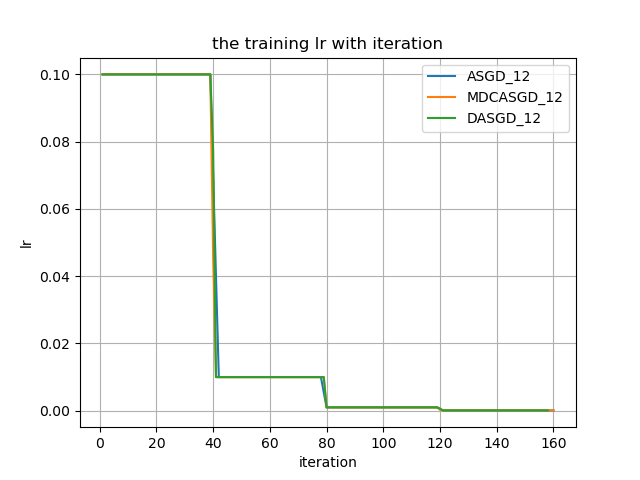 the training lr with iteration
ASGD_12
MDCASGD_12
DASGD_12
lr
0.10
0.08
0.06
0.04
0.02
0.00
0 20 40 60 80 100 120 140 160
iteration